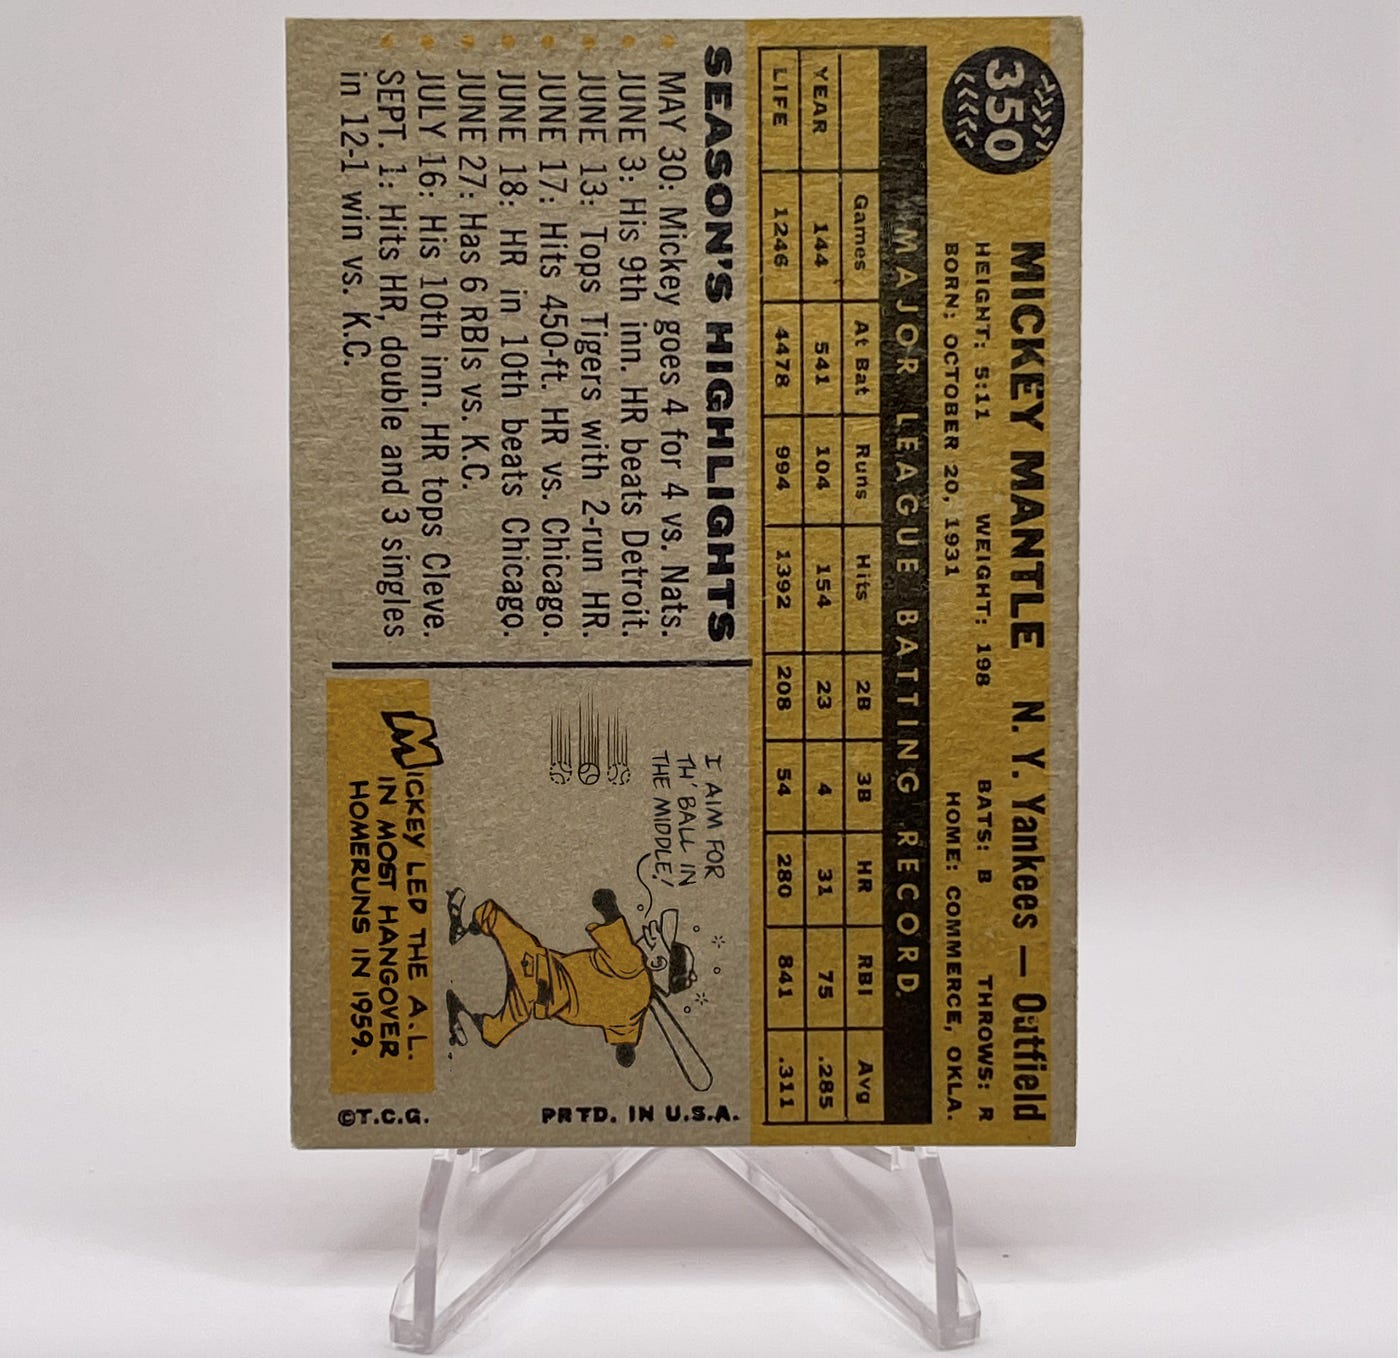 350
MICKEY MANTLE N. Y. Yankees — Outfield
HEIGHT: 5:11 WEIGHT: 198 BATS: B THROWS: R
BORN: OCTOBER 20, 1931 HOME: COMMERCE, OKLA.
MAJOR LEAGUE BATTING RECORD
Games At Bat Runs Hits 2B 3B HR RBI Avg
YEAR 144 541 104 154 23 4 31 75 .285
LIFE 1246 4478 994 1392 208 54 280 841 .311
SEASON'S HIGHLIGHTS
MAY 30: Mickey goes 4 for 4 vs. Nats.
JUNE 3: His 9th inn. HR beats Detroit.
JUNE 13: Tops Tigers with 2-run HR.
JUNE 17: Hits 450-ft. HR vs. Chicago.
JUNE 18: HR in 10th beats Chicago.
JUNE 27: Has 6 RBIs vs. K.C.
JULY 16: His 10th inn. HR tops Cleve.
SEPT. 1: Hits HR, double and 3 singles
in 12-1 win vs. K.C.
I AIM FOR
TH' BALL IN
THE MIDDLE!
MICKEY LED THE A.L.
IN MOST HANGOVER
HOMERUNS IN 1959.
©T.C.G. PRTD. IN U.S.A.